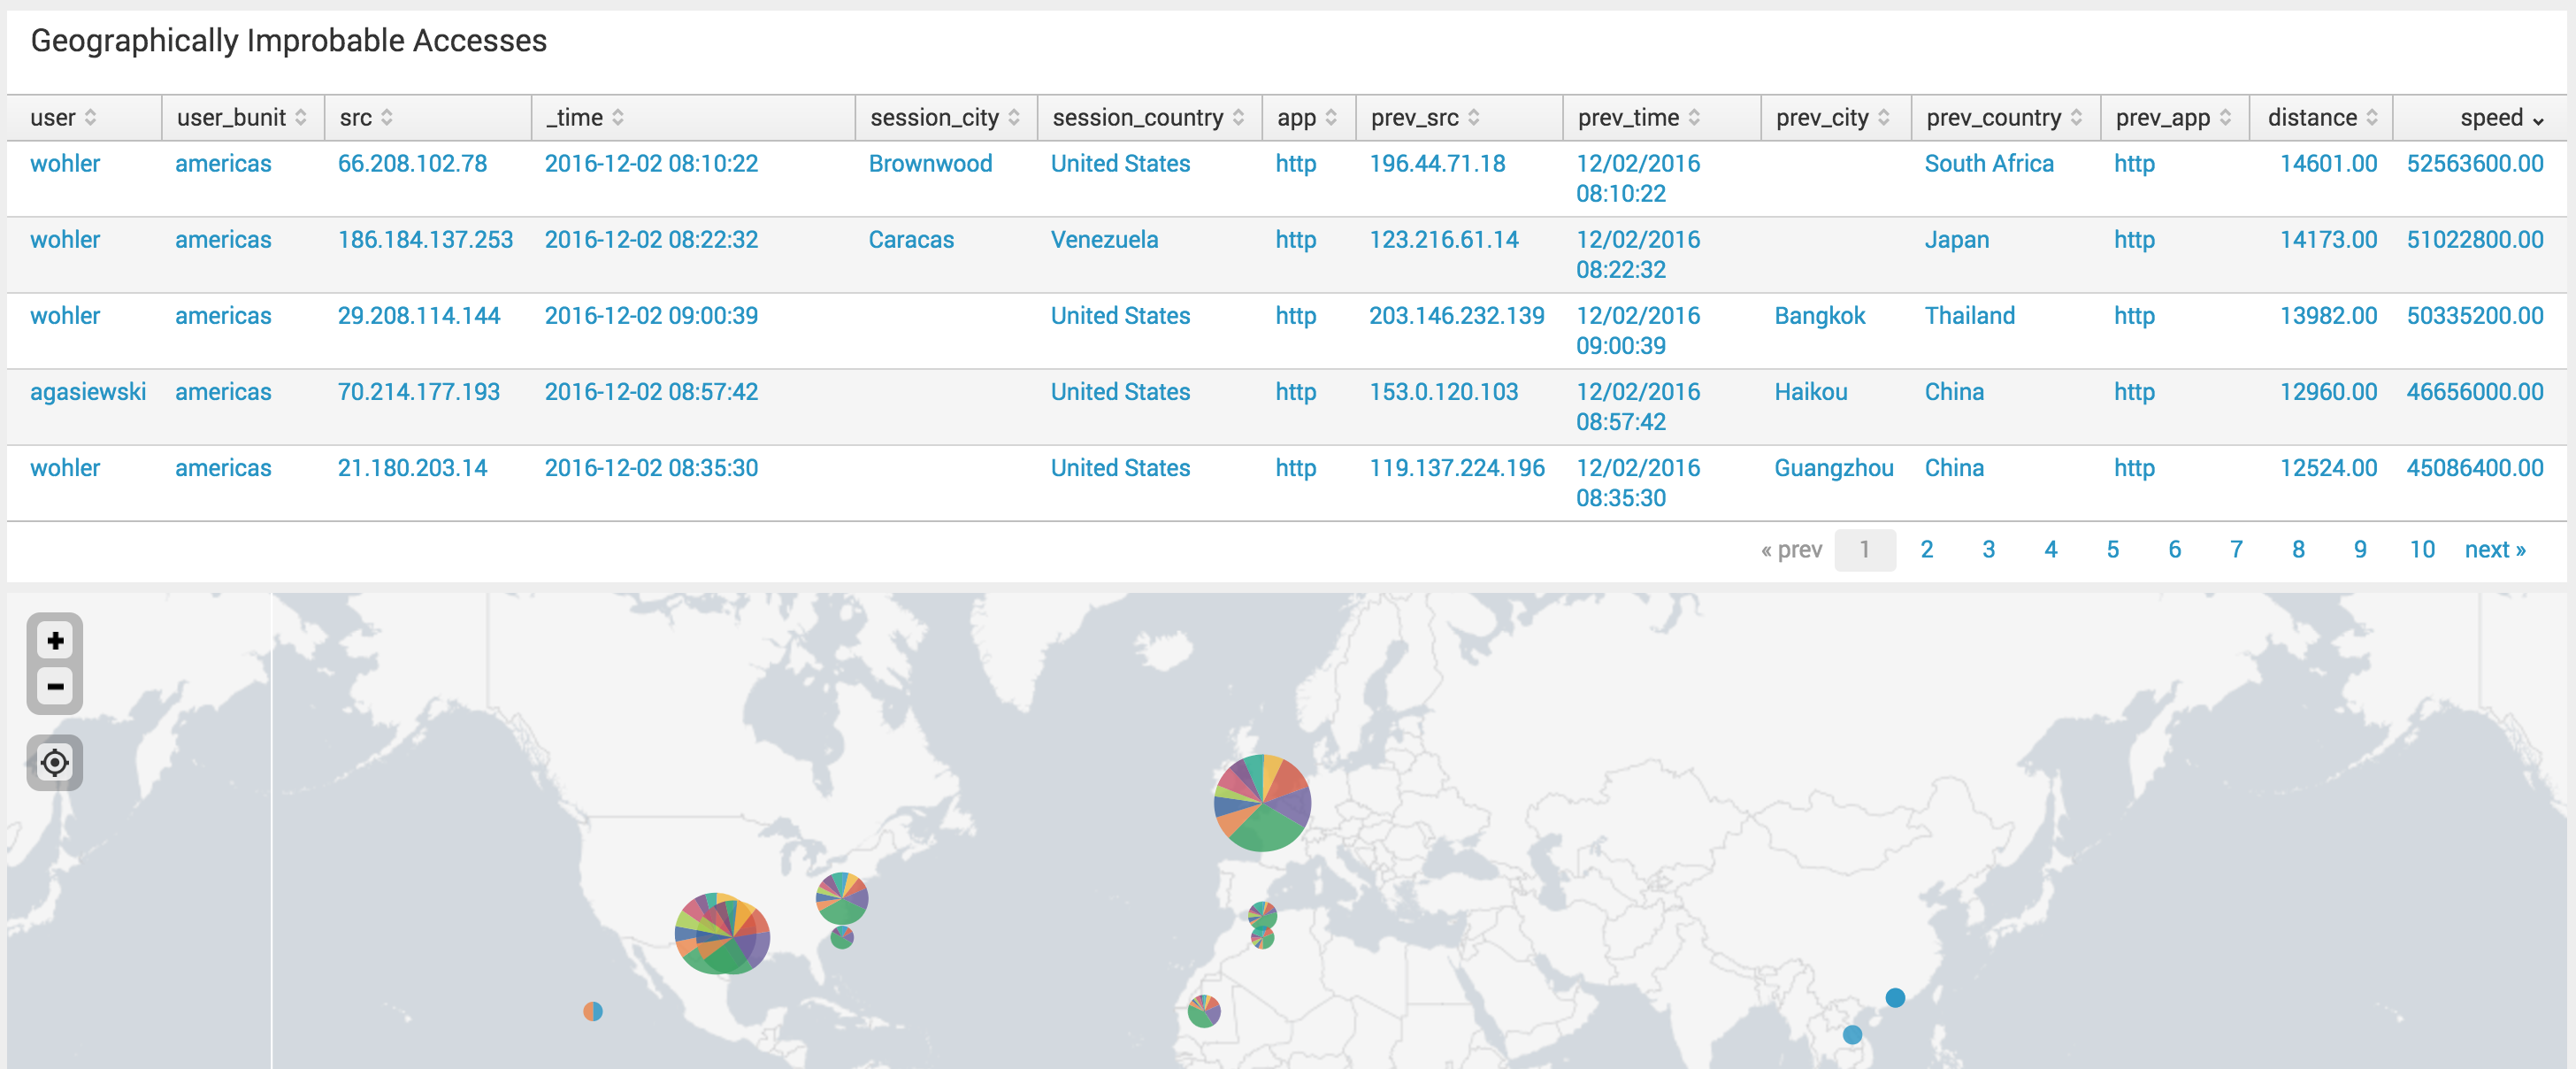 Geographically Improbable Accesses
user user_bunit src _time session_city session_country app prev_src prev_time prev_city prev_country prev_app distance speed
wohler americas 66.208.102.78 2016-12-02 08:10:22 Brownwood United States http 196.44.71.18 12/02/2016 South Africa http 14601.00 52563600.00
08:10:22
wohler americas 186.184.137.253 2016-12-02 08:22:32 Caracas Venezuela http 123.216.61.14 12/02/2016 Japan http 14173.00 51022800.00
08:22:32
wohler americas 29.208.114.144 2016-12-02 09:00:39 United States http 203.146.232.139 12/02/2016 Bangkok Thailand http 13982.00 50335200.00
09:00:39
agasiewski americas 70.214.177.193 2016-12-02 08:57:42 United States http 153.0.120.103 12/02/2016 Haikou China http 12960.00 46656000.00
08:57:42
wohler americas 21.180.203.14 2016-12-02 08:35:30 United States http 119.137.224.196 12/02/2016 Guangzhou China http 12524.00 45086400.00
08:35:30
« prev 1 2 3 4 5 6 7 8 9 10 next »
+
−